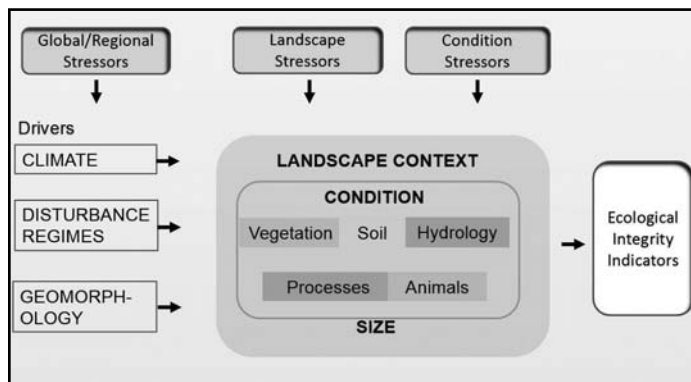 Global/Regional
Stressors
Landscape
Stressors
Condition
Stressors
Drivers
CLIMATE
DISTURBANCE
REGIMES
GEOMORPH-
OLOGY
LANDSCAPE CONTEXT
CONDITION
Vegetation Soil Hydrology
Processes Animals
SIZE
Ecological
Integrity
Indicators